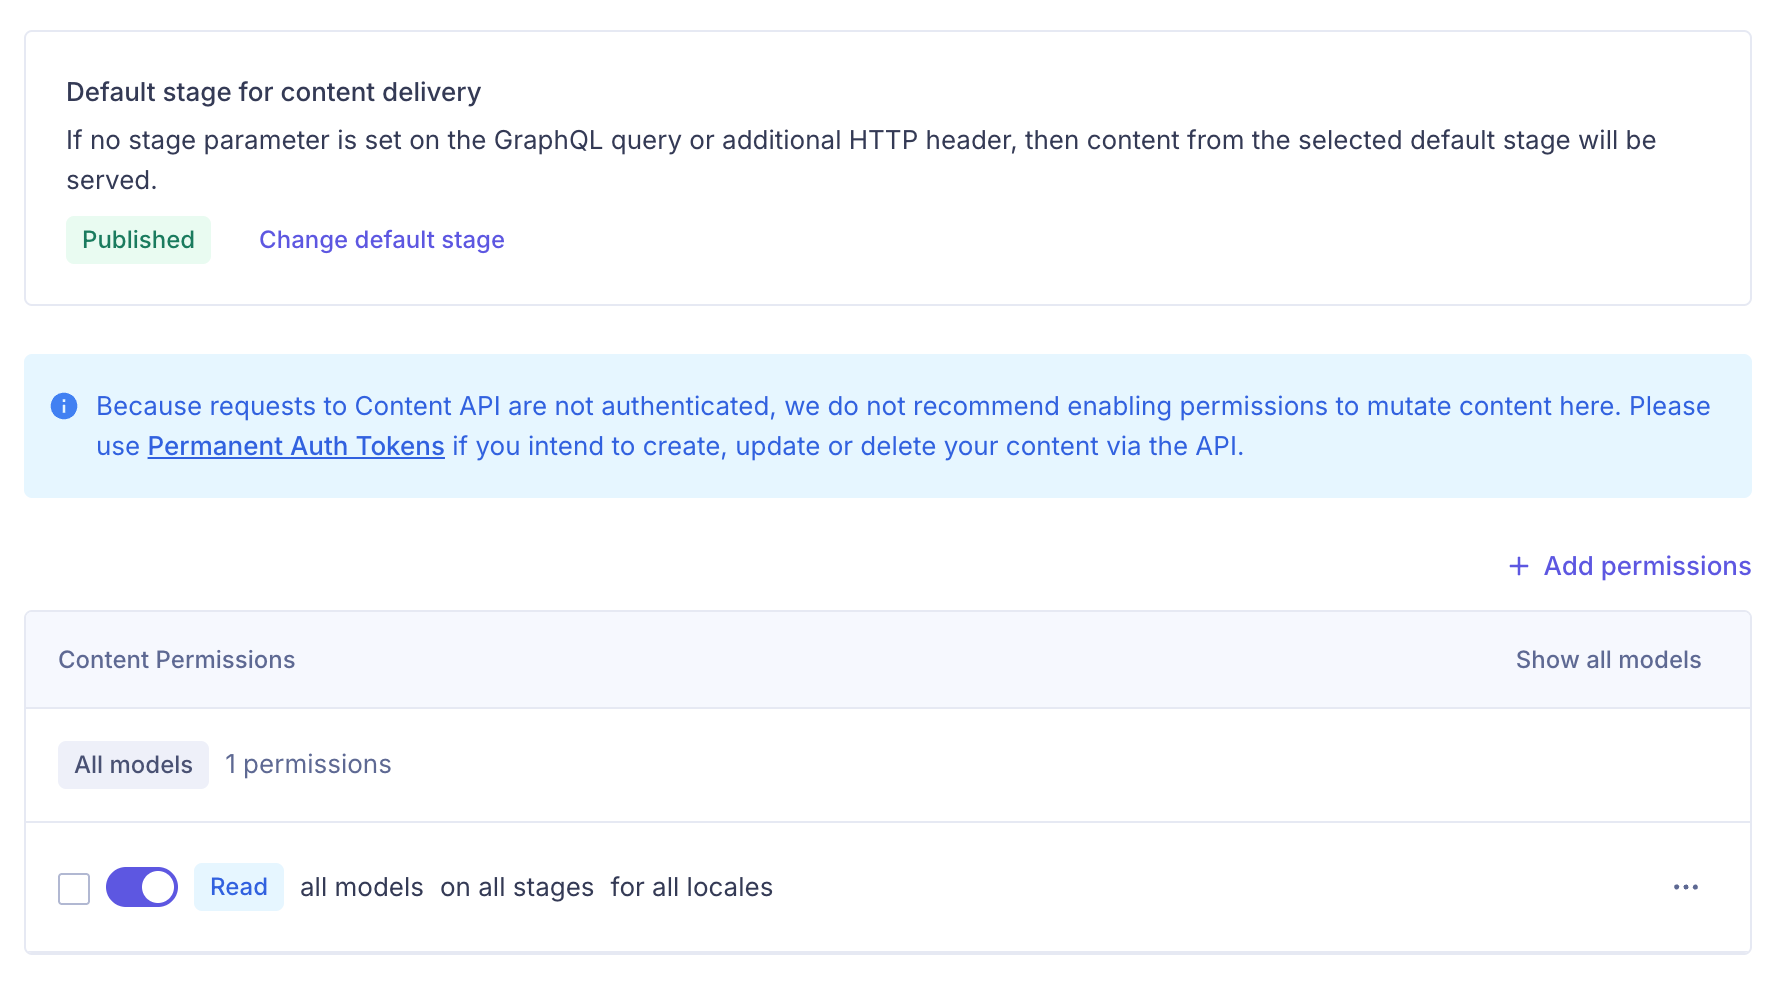 Default stage for content delivery
If no stage parameter is set on the GraphQL query or additional HTTP header, then content from the selected default stage will be
served.
Published Change default stage
Because requests to Content API are not authenticated, we do not recommend enabling permissions to mutate content here. Please
use Permanent Auth Tokens if you intend to create, update or delete your content via the API.
+ Add permissions
Content Permissions Show all models
All models 1 permissions
Read all models on all stages for all locales